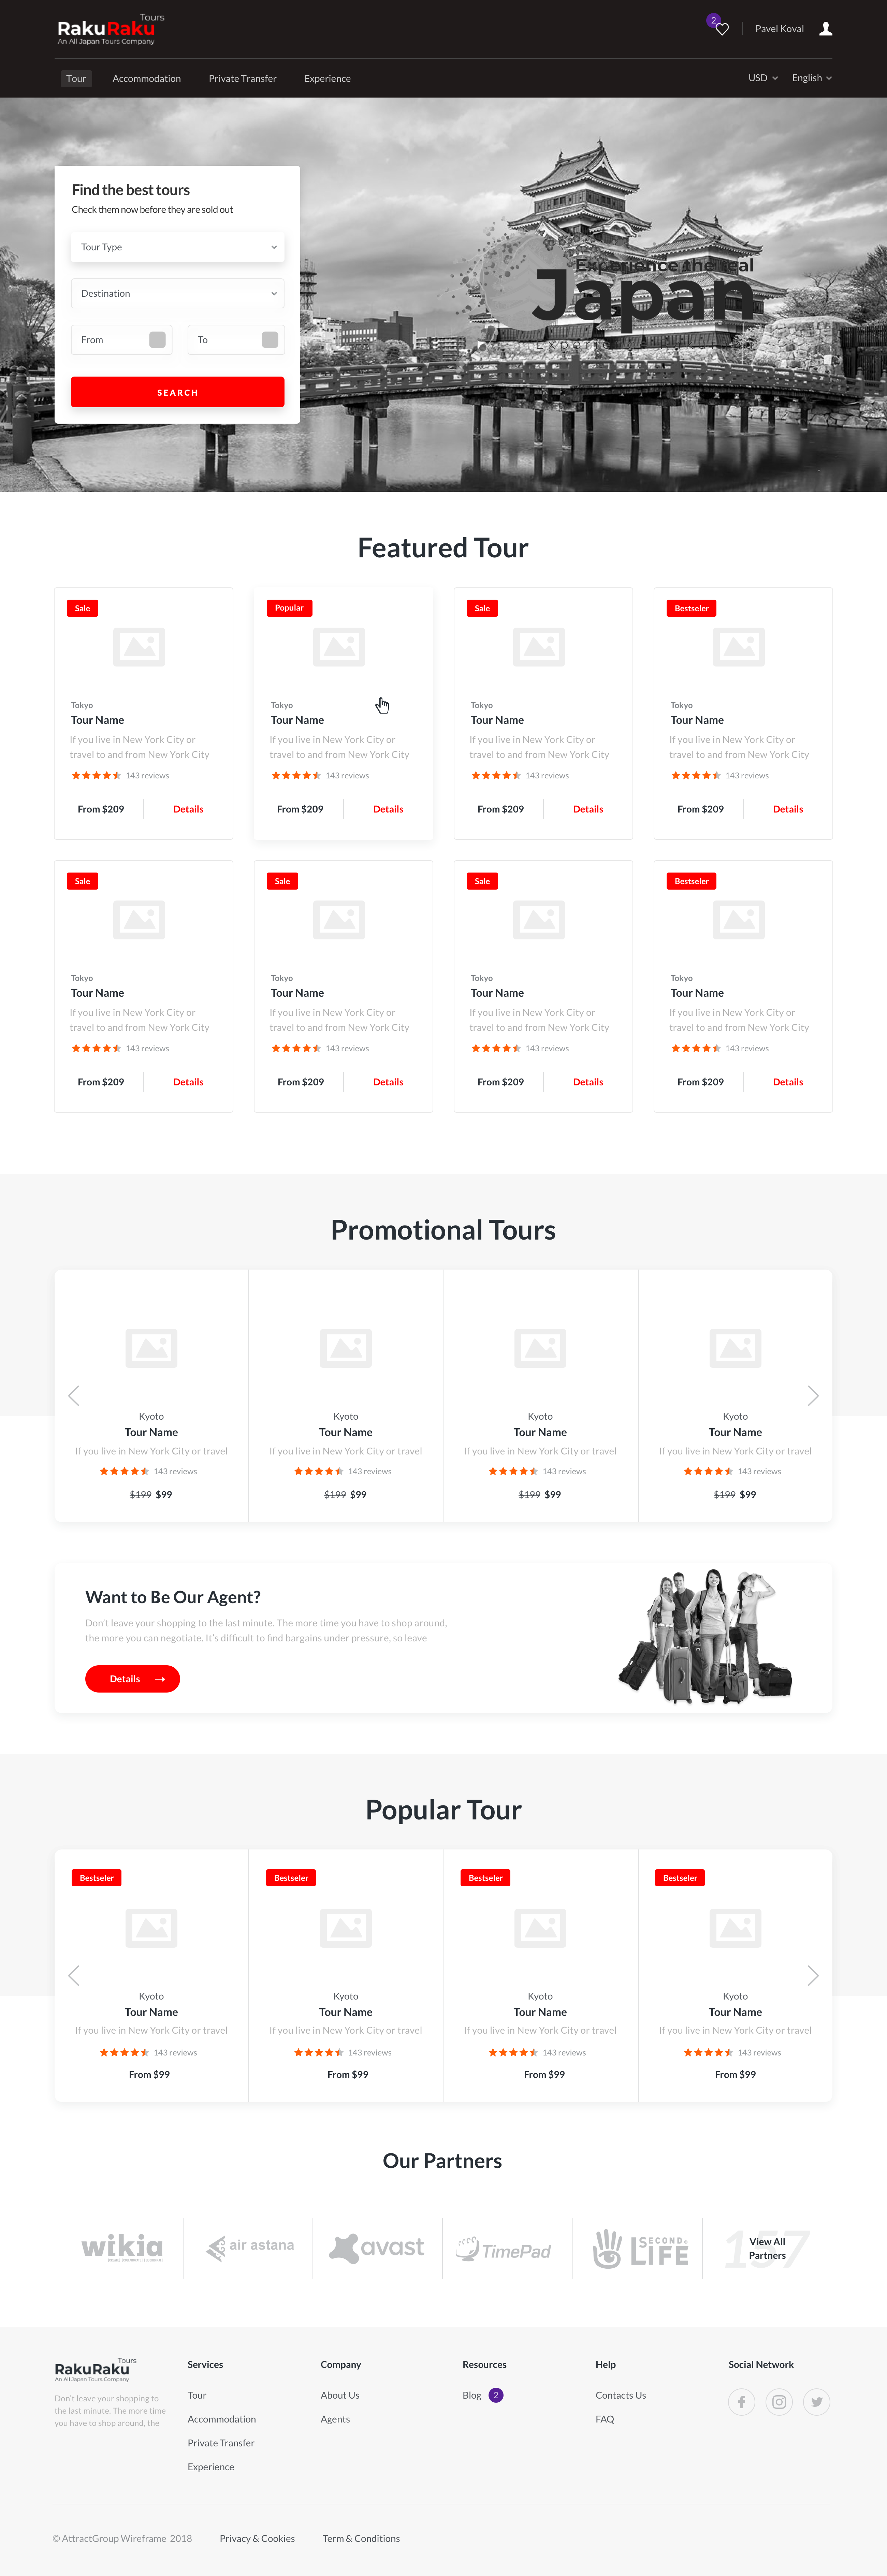 Tours
RakuRaku
An All Japan Tours Company
2
Pavel Koval
Tour
Accommodation
Private Transfer
Experience
USD
English
Find the best tours
Check them now before they are sold out
Tour Type
Destination
From
To
SEARCH
Experience the real
Japan
Featured Tour
Sale
Tokyo
Tour Name
If you live in New York City or
travel to and from New York City
143 reviews
From $209
Details
Popular
Tokyo
Tour Name
If you live in New York City or
travel to and from New York City
143 reviews
From $209
Details
Sale
Tokyo
Tour Name
If you live in New York City or
travel to and from New York City
143 reviews
From $209
Details
Bestseler
Tokyo
Tour Name
If you live in New York City or
travel to and from New York City
143 reviews
From $209
Details
Sale
Tokyo
Tour Name
If you live in New York City or
travel to and from New York City
143 reviews
From $209
Details
Sale
Tokyo
Tour Name
If you live in New York City or
travel to and from New York City
143 reviews
From $209
Details
Sale
Tokyo
Tour Name
If you live in New York City or
travel to and from New York City
143 reviews
From $209
Details
Bestseler
Tokyo
Tour Name
If you live in New York City or
travel to and from New York City
143 reviews
From $209
Details
Promotional Tours
Kyoto
Tour Name
If you live in New York City or travel
143 reviews
$199 $99
Kyoto
Tour Name
If you live in New York City or travel
143 reviews
$199 $99
Kyoto
Tour Name
If you live in New York City or travel
143 reviews
$199 $99
Kyoto
Tour Name
If you live in New York City or travel
143 reviews
$199 $99
Want to Be Our Agent?
Don't leave your shopping to the last minute. The more time you have to shop around,
the more you can negotiate. It's difficult to find bargains under pressure, so leave
Details
Popular Tour
Bestseler
Kyoto
Tour Name
If you live in New York City or travel
143 reviews
From $99
Bestseler
Kyoto
Tour Name
If you live in New York City or travel
143 reviews
From $99
Bestseler
Kyoto
Tour Name
If you live in New York City or travel
143 reviews
From $99
Bestseler
Kyoto
Tour Name
If you live in New York City or travel
143 reviews
From $99
Our Partners
wikia
air astana
avast
TimePad
SECOND
LIFE
157
View All
Partners
Tours
RakuRaku
An All Japan Tours Company
Don't leave your shopping to
the last minute. The more time
you have to shop around, the
Services
Tour
Accommodation
Private Transfer
Experience
Company
About Us
Agents
Resources
Blog 2
Help
Contacts Us
FAQ
Social Network
© AttractGroup Wireframe 2018
Privacy & Cookies
Term & Conditions